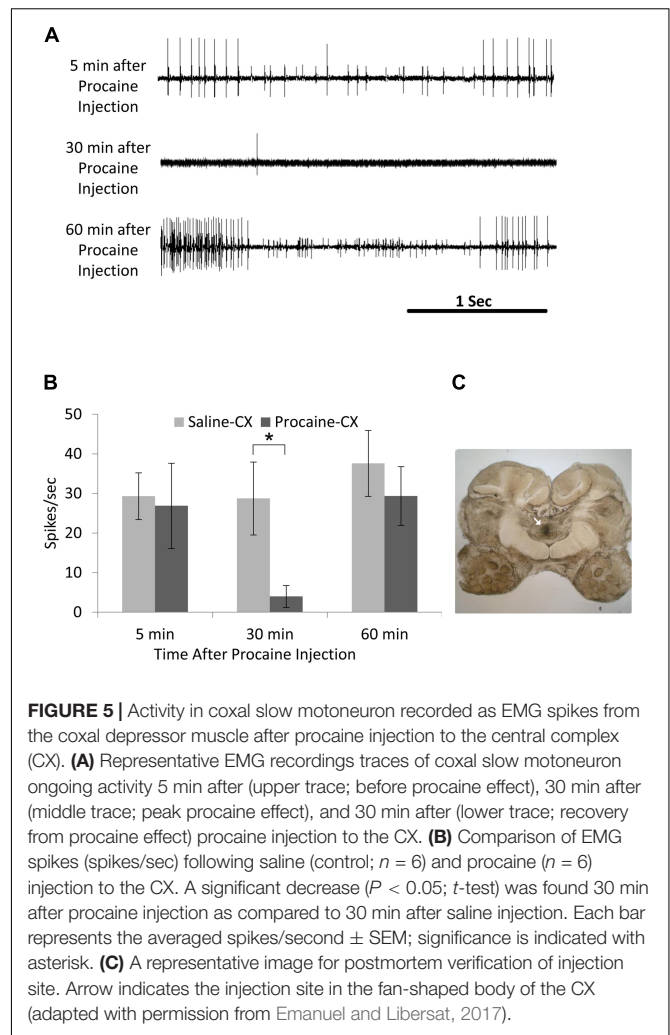 A
5 min after
Procaine
Injection
30 min after
Procaine
Injection
60 min after
Procaine
Injection
1 Sec
B
C
50
40
30
20
10
0
Spikes/sec
Saline-CX Procaine-CX
*
5 min 30 min 60 min
Time After Procaine Injection
FIGURE 5 | Activity in coxal slow motoneuron recorded as EMG spikes from
the coxal depressor muscle after procaine injection to the central complex
(CX). (A) Representative EMG recordings traces of coxal slow motoneuron
ongoing activity 5 min after (upper trace; before procaine effect), 30 min after
(middle trace; peak procaine effect), and 30 min after (lower trace; recovery
from procaine effect) procaine injection to the CX. (B) Comparison of EMG
spikes (spikes/sec) following saline (control; n = 6) and procaine (n = 6)
injection to the CX. A significant decrease (P < 0.05; t-test) was found 30 min
after procaine injection as compared to 30 min after saline injection. Each bar
represents the averaged spikes/second ± SEM; significance is indicated with
asterisk. (C) A representative image for postmortem verification of injection
site. Arrow indicates the injection site in the fan-shaped body of the CX
(adapted with permission from Emanuel and Libersat, 2017).